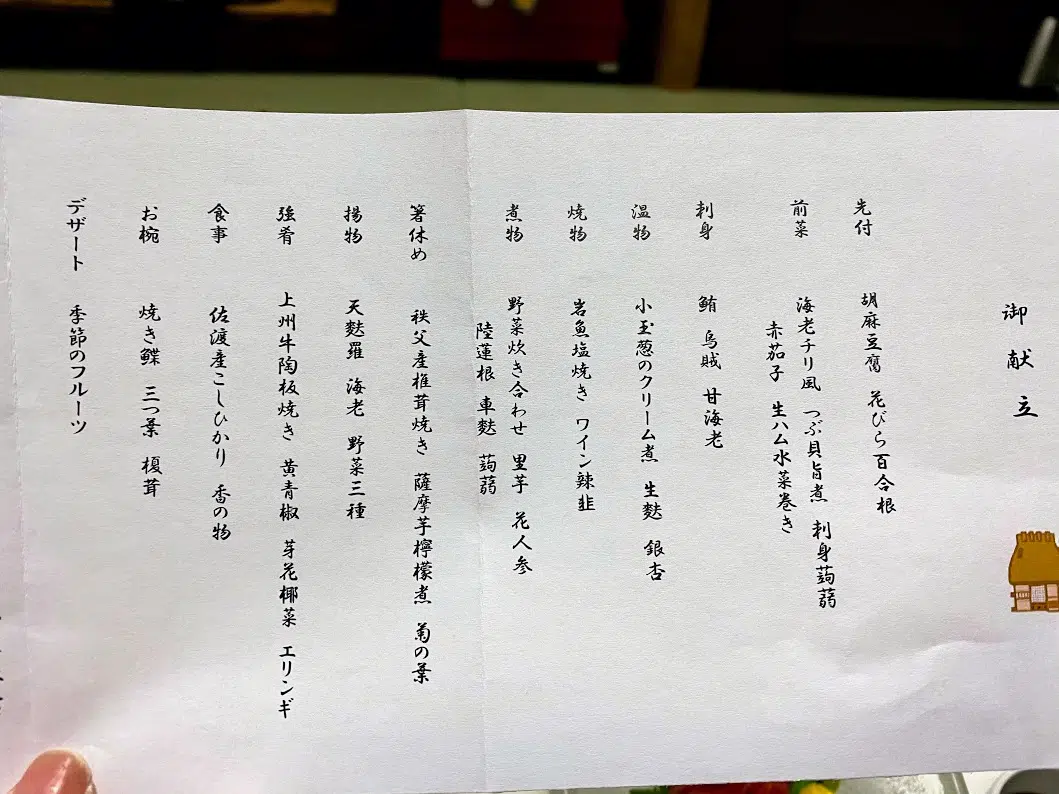 御献立
先付 胡麻豆腐 花びら百合根
前菜 海老チリ風 つぶ貝旨煮 刺身蒟蒻
赤茄子 生ハム水菜巻き
刺身 鮪 烏賊 甘海老
温物 小玉葱のクリーム煮 生麩 銀杏
焼物 岩魚塩焼き ワイン辣韮
煮物 野菜炊き合わせ 里芋 花人参
陸蓮根 車麩 蒟蒻
箸休め 秩父産椎茸焼き 薩摩芋檸檬煮 菊の葉
揚物 天麩羅 海老 野菜三種
強肴 上州牛陶板焼き 黄青椒 芽花椰菜 エリンギ
食事 佐渡産こしひかり 香の物
お椀 焼き鰈 三つ葉 榎茸
デザート 季節のフルーツ